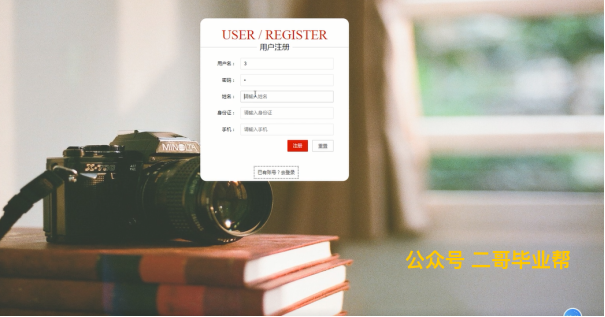 USER / REGISTER
用户注册
用户名： 3
密码： •
姓名： 请输入姓名
身份证： 请输入身份证
手机： 请输入手机
注册 重置
已有账号？去登录
MINOLTA
公众号 二哥毕业帮